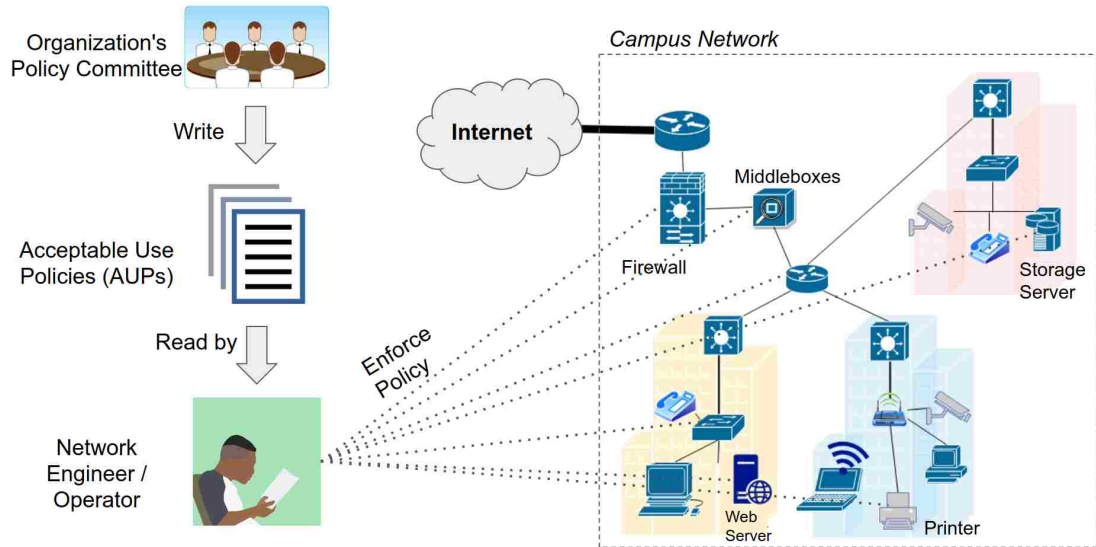 Organization's
Policy Committee
Write
Acceptable Use
Policies (AUPs)
Read by
Network
Engineer /
Operator
Enforce
Policy
Campus Network
Internet
Middleboxes
Firewall
Storage
Server
Web
Server
Printer